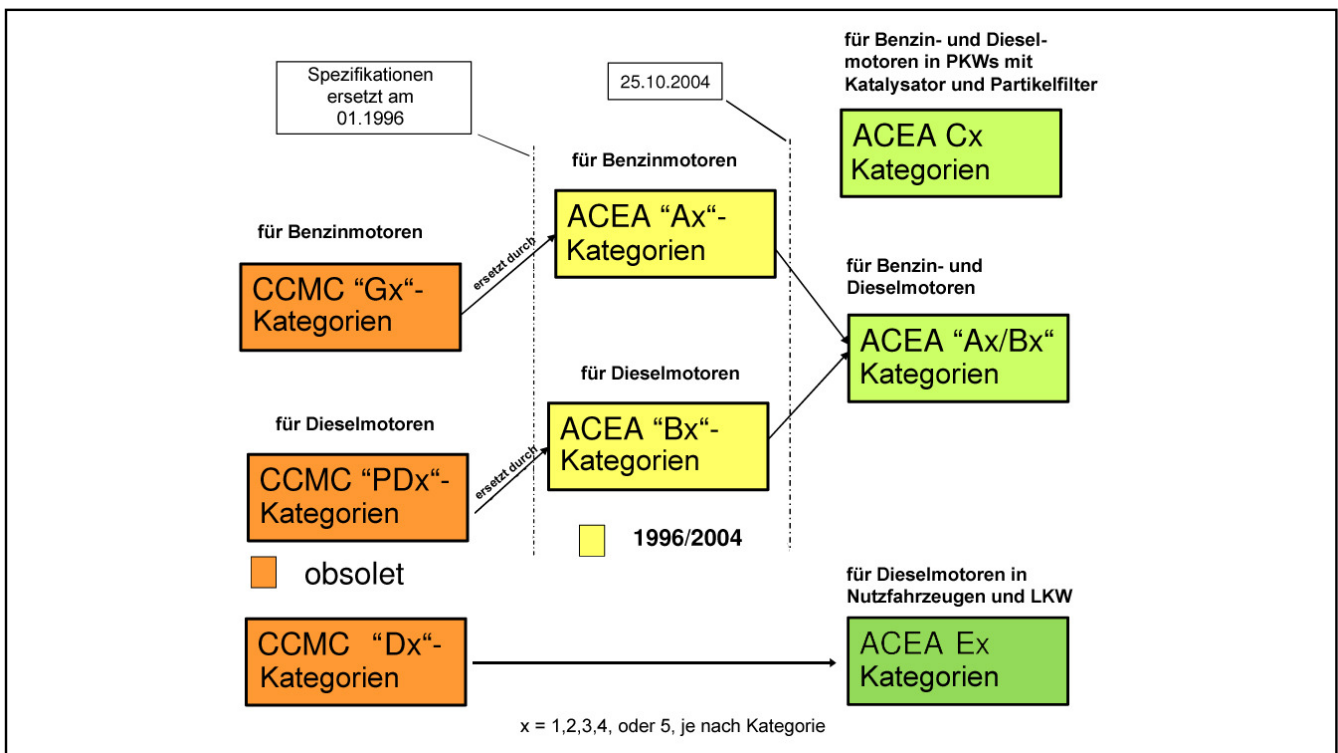 Spezifikationen
ersetzt am
01.1996
25.10.2004
für Benzin- und Diesel-
motoren in PKWs mit
Katalysator und Partikelfilter
ACEA Cx
Kategorien
für Benzinmotoren
ACEA “Ax“-
Kategorien
für Benzinmotoren
CCMC “Gx“-
Kategorien
ersetzt durch
für Benzin- und
Dieselmotoren
ACEA “Ax/Bx“
Kategorien
für Dieselmotoren
ACEA “Bx“-
Kategorien
für Dieselmotoren
CCMC “PDx“-
Kategorien
ersetzt durch
1996/2004
obsolet
für Dieselmotoren in
Nutzfahrzeugen und LKW
CCMC “Dx“-
Kategorien
ACEA Ex
Kategorien
x = 1,2,3,4, oder 5, je nach Kategorie